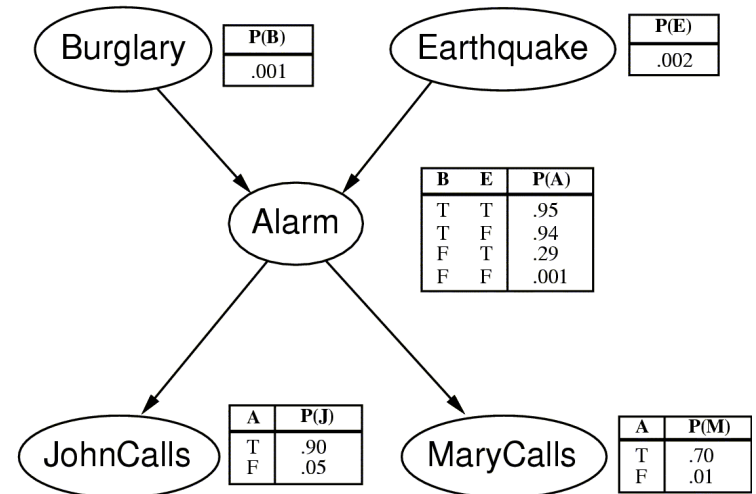 Burglary
P(B)
.001
Earthquake
P(E)
.002
Alarm
B E P(A)
T T .95
T F .94
F T .29
F F .001
JohnCalls
A P(J)
T .90
F .05
MaryCalls
A P(M)
T .70
F .01